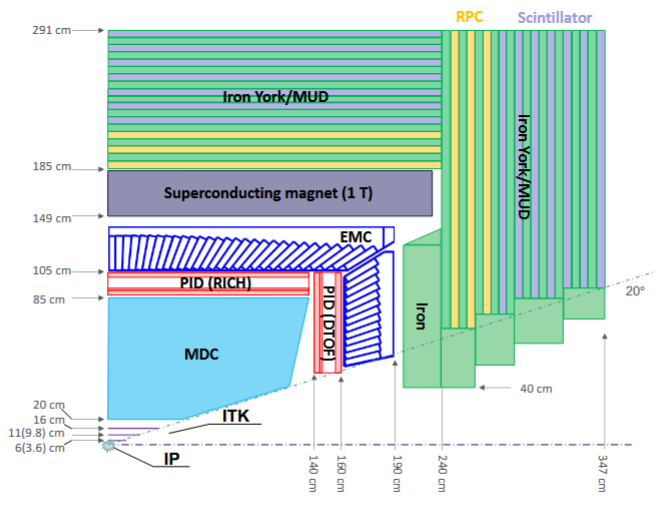 RPC
Scintillator
291 cm
Iron York/MUD
Iron York/MUD
185 cm
Superconducting magnet (1 T)
149 cm
EMC
105 cm
PID (RICH)
PID (DTOF)
20°
85 cm
Iron
MDC
40 cm
20 cm
16 cm
ITK
11(9.8) cm
6(3.6) cm
IP
140 cm
160 cm
190 cm
240 cm
347 cm